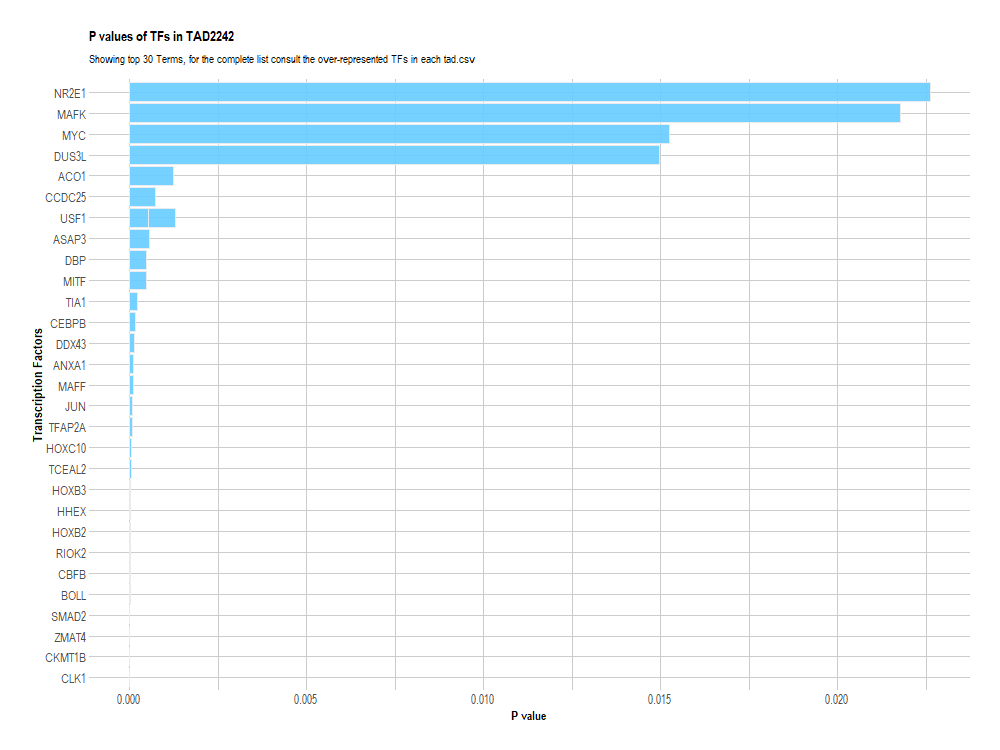 P values of TFs in TAD2242
Showing top 30 Terms, for the complete list consult the over-represented TFs in each tad.csv
Transcription Factors
NR2E1
MAFK
MYC
DUS3L
ACO1
CCDC25
USF1
ASAP3
DBP
MITF
TIA1
CEBPB
DDX43
ANXA1
MAFF
JUN
TFAP2A
HOXC10
TCEAL2
HOXB3
HHEX
HOXB2
RIOK2
CBFB
BOLL
SMAD2
ZMAT4
CKMT1B
CLK1
0.000 0.005 0.010 0.015 0.020
P value